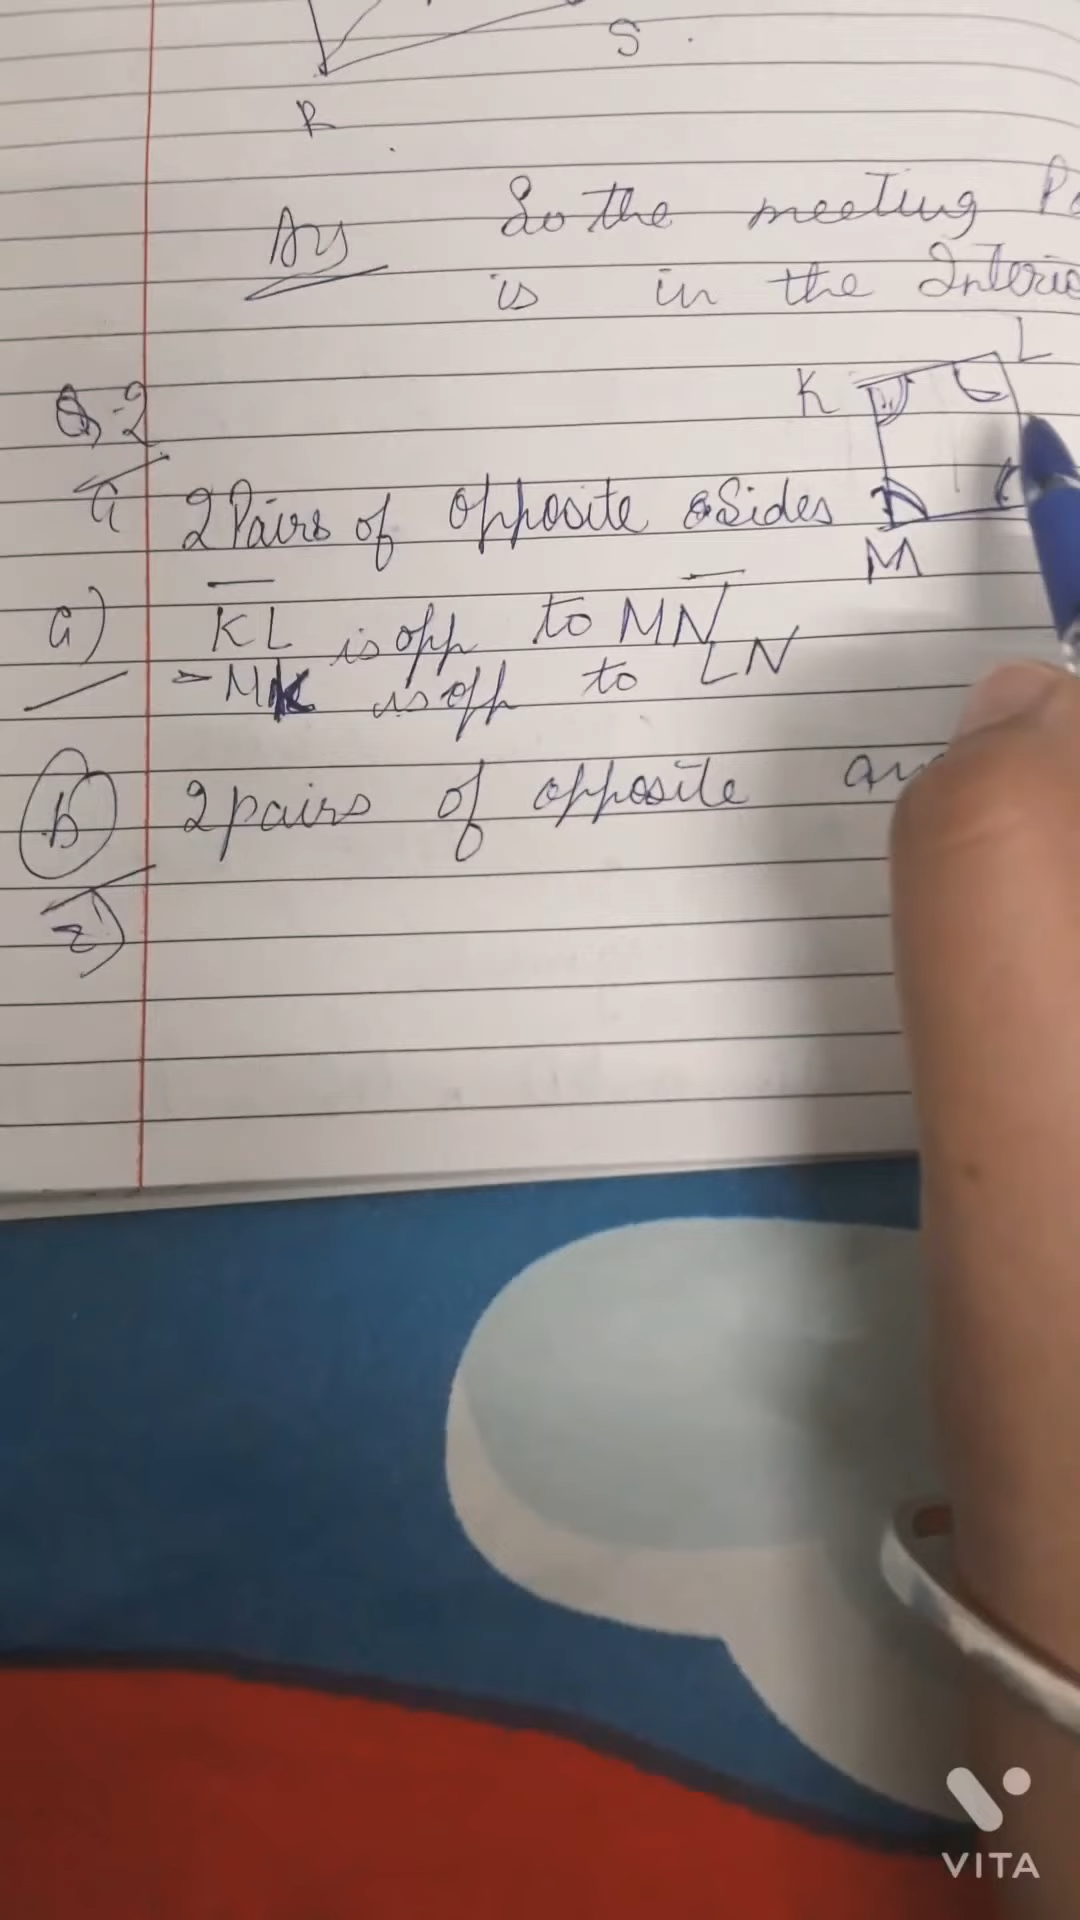 S
R
So the meeting
is in the
L
K
Q.2
2 Pairs of opposite Sides
M
a) KL is opp to MN
- MK is opp to LN
b 2 pairs of opposite
VITA